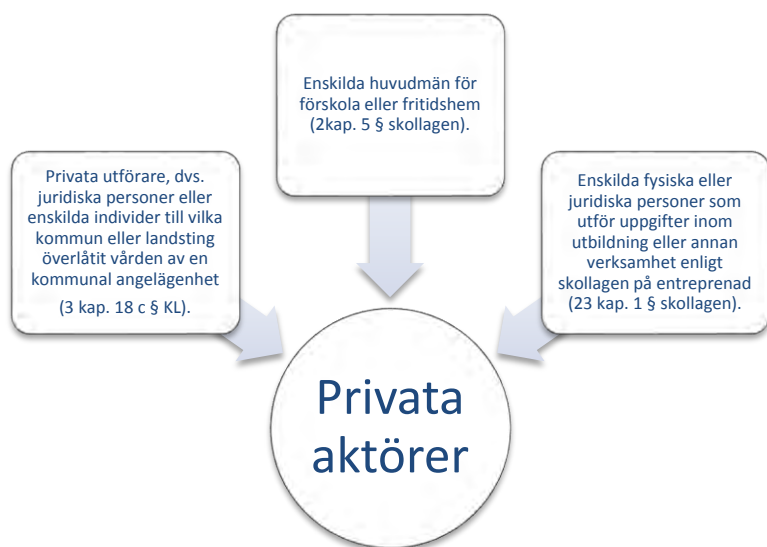 Enskilda huvudmän för
förskola eller fritidshem
(2kap. 5 § skollagen).
Privata utförare, dvs.
juridiska personer eller
enskilda individer till vilka
kommun eller landsting
överlåtit vården av en
kommunal angelägenhet
(3 kap. 18 c § KL).
Enskilda fysiska eller
juridiska personer som
utför uppgifter inom
utbildning eller annan
verksamhet enligt
skollagen på entreprenad
(23 kap. 1 § skollagen).
Privata
aktörer